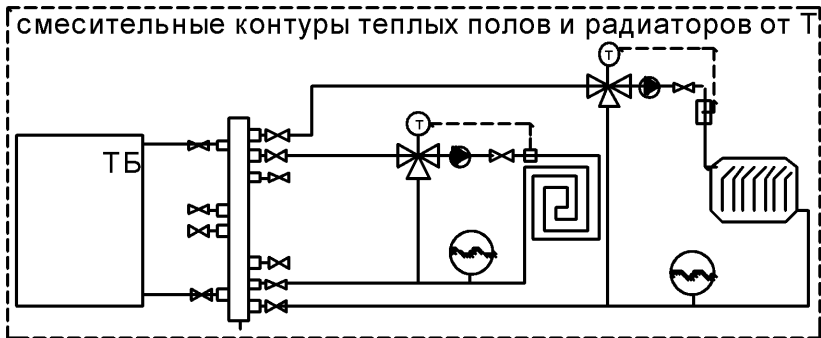 смесительные контуры теплых полов и радиаторов от Т
Т
Т
ТБ